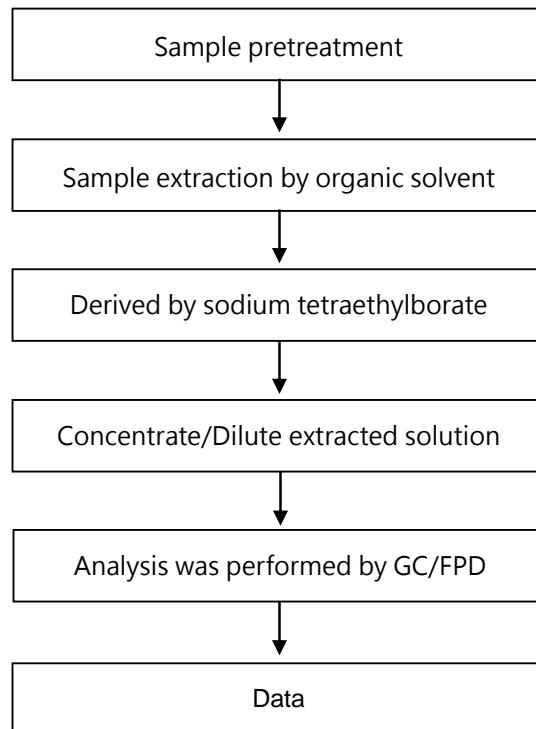 Sample pretreatment
Sample extraction by organic solvent
Derived by sodium tetraethylborate
Concentrate/Dilute extracted solution
Analysis was performed by GC/FPD
Data